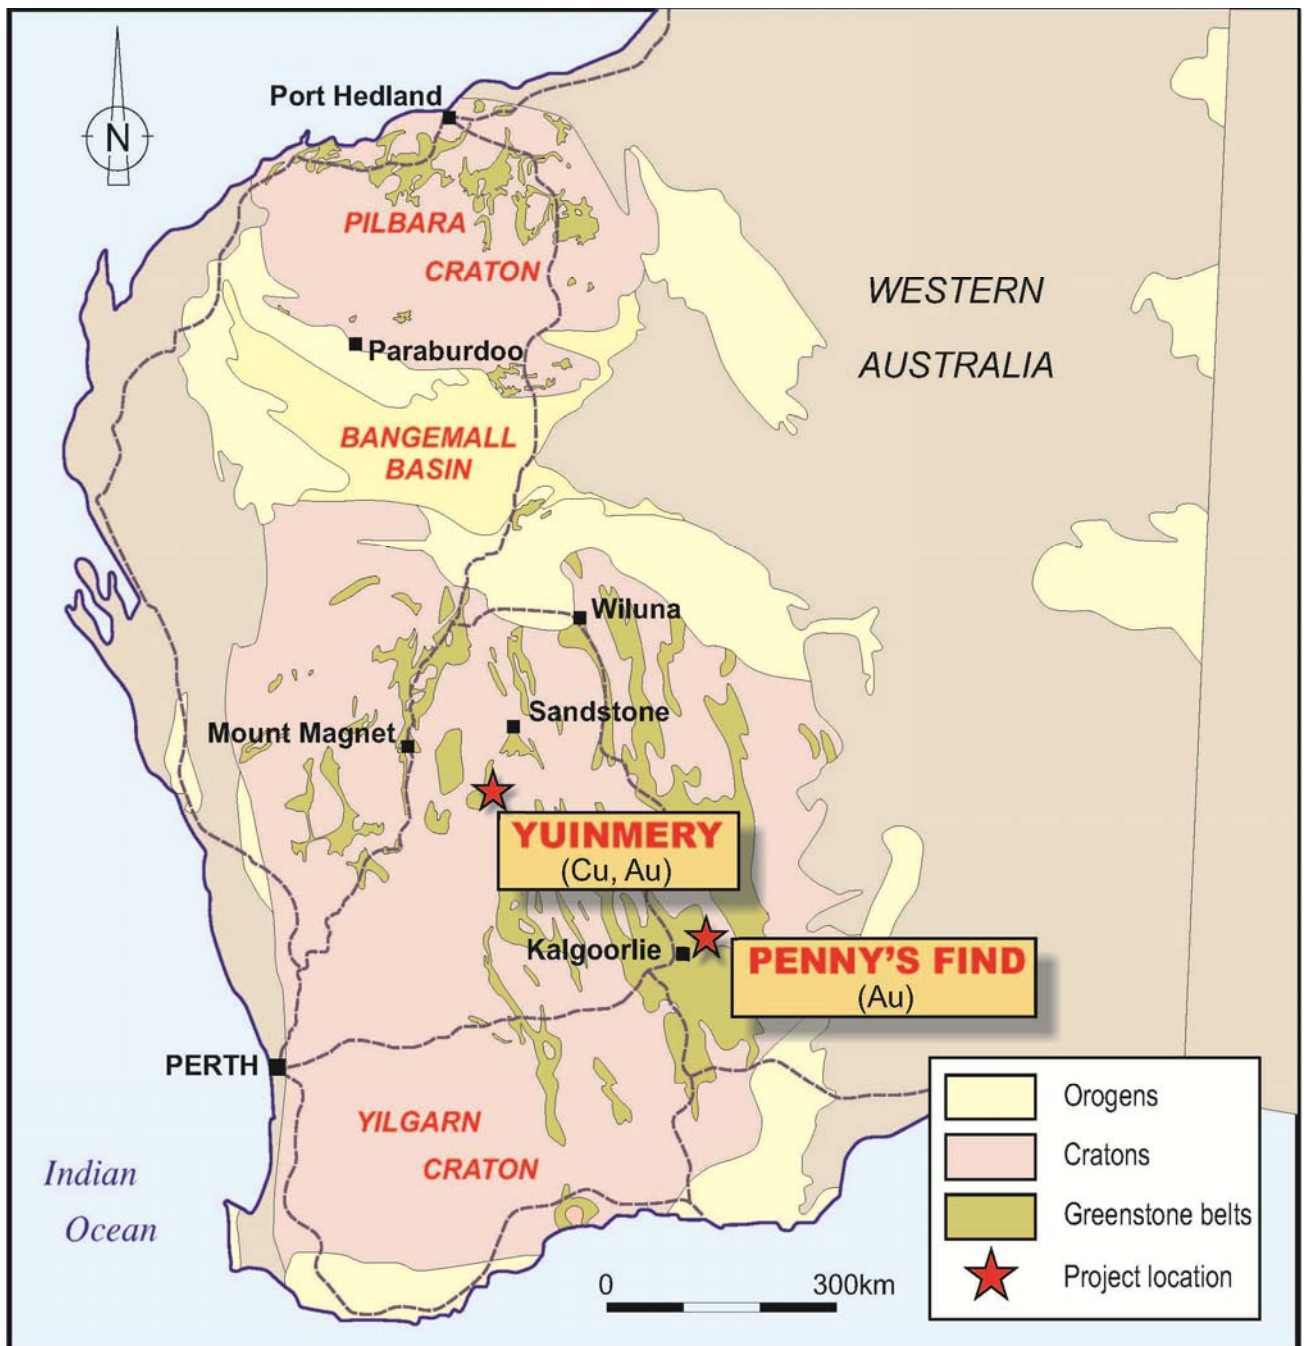 N
Port Hedland
PILBARA
CRATON
WESTERN
AUSTRALIA
Paraburdoo
BANGEMALL
BASIN
Wiluna
Sandstone
Mount Magnet
YUINMERY
(Cu, Au)
Kalgoorlie
PENNY'S FIND
(Au)
PERTH
YILGARN
CRATON
Indian
Ocean
Orogens
Cratons
Greenstone belts
Project location
0 300km